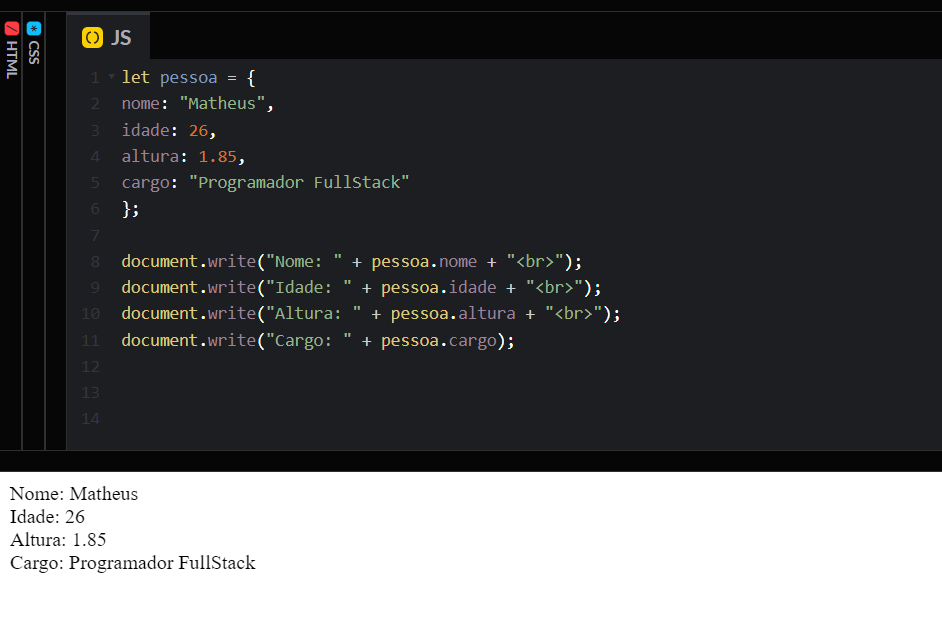 HTML
CSS
JS
1 let pessoa = {
2 nome: "Matheus",
3 idade: 26,
4 altura: 1.85,
5 cargo: "Programador FullStack"
6 };
7
8 document.write("Nome: " + pessoa.nome + "<br>");
9 document.write("Idade: " + pessoa.idade + "<br>");
10 document.write("Altura: " + pessoa.altura + "<br>");
11 document.write("Cargo: " + pessoa.cargo);
12
13
14
Nome: Matheus
Idade: 26
Altura: 1.85
Cargo: Programador FullStack